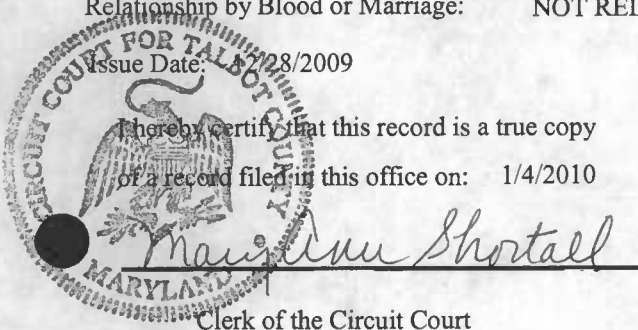 Relationship by Blood or Marriage: NOT REL
Issue Date: 12/28/2009
I hereby certify that this record is a true copy
of a record filed in this office on: 1/4/2010
Mary Ann Shortall
Clerk of the Circuit Court
CIRCUIT COURT FOR TALBOT COUNTY
MARYLAND